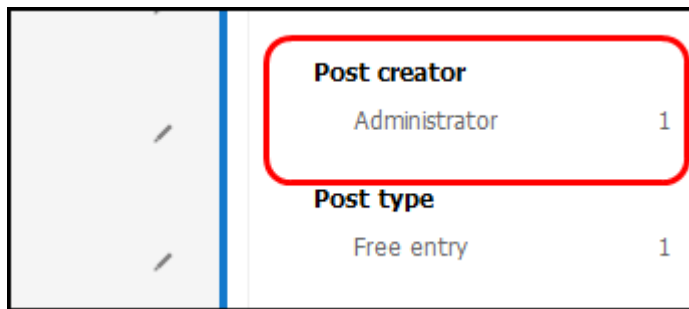 Post creator
Administrator 1
Post type
Free entry 1